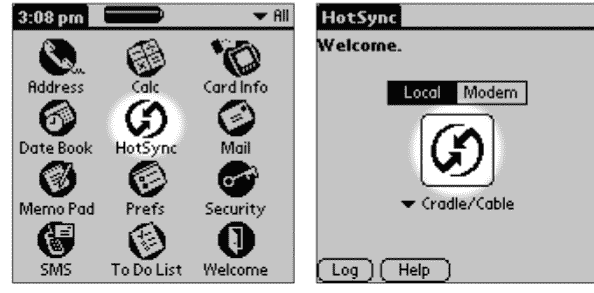 3:08 pm
All
Address
Calc
Card Info
Date Book
HotSync
Mail
Memo Pad
Prefs
Security
SMS
To Do List
Welcome
HotSync
Welcome.
Local
Modem
Cradle/Cable
Log
Help